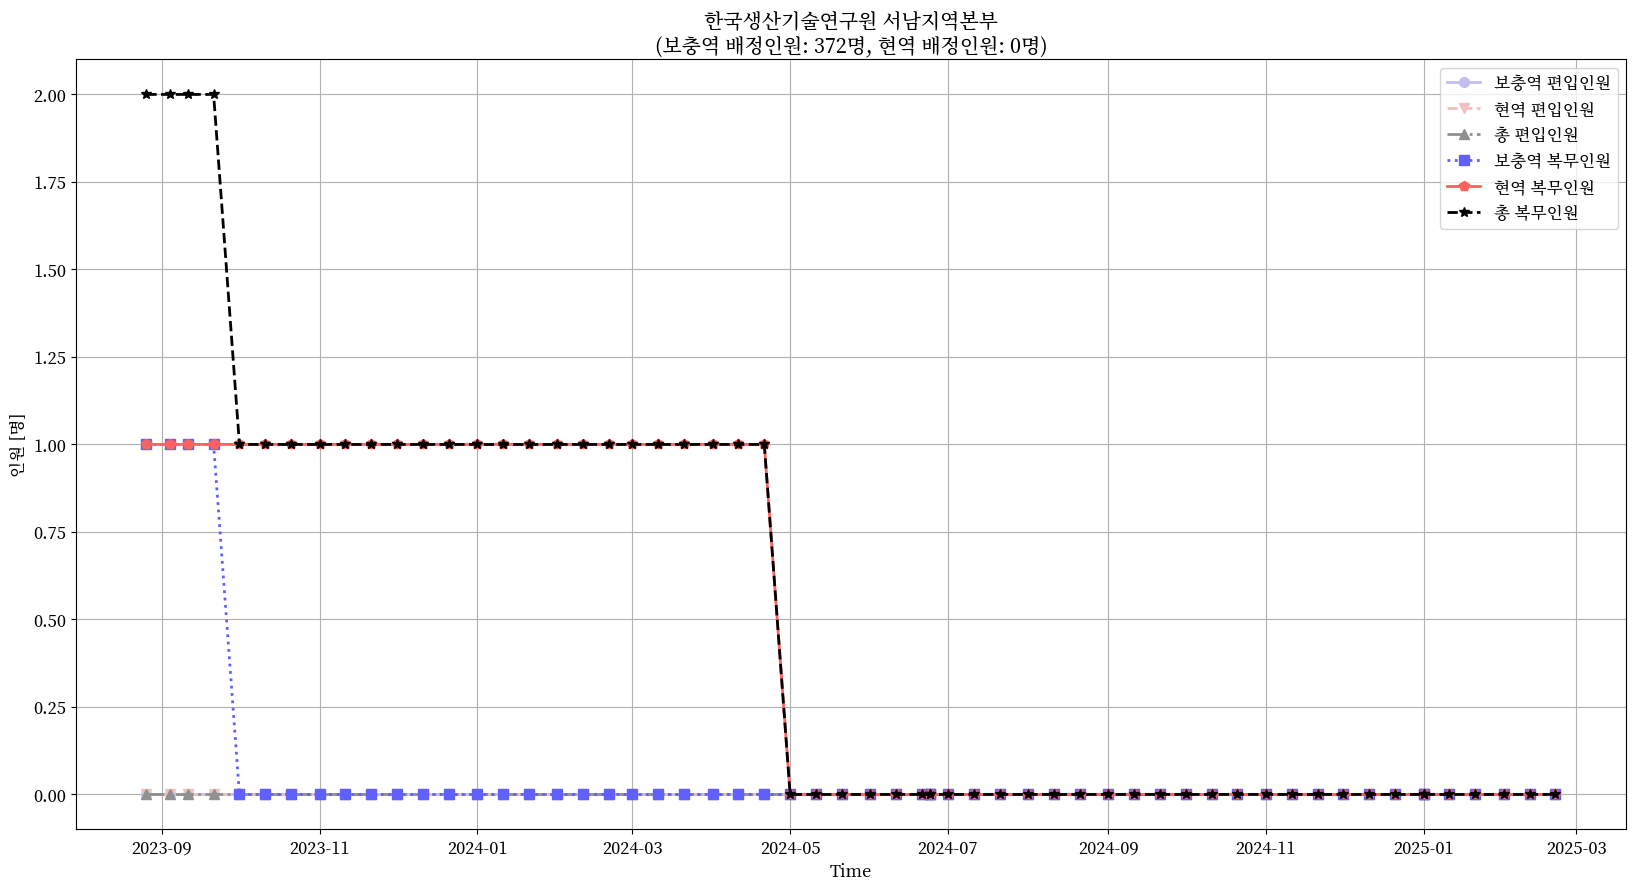 한국생산기술연구원 서남지역본부
(보충역 배정인원: 372명, 현역 배정인원: 0명)
보충역 편입인원
현역 편입인원
총 편입인원
보충역 복무인원
현역 복무인원
총 복무인원
인원 [명]
2.00
1.75
1.50
1.25
1.00
0.75
0.50
0.25
0.00
2023-09 2023-11 2024-01 2024-03 2024-05 2024-07 2024-09 2024-11 2025-01 2025-03
Time